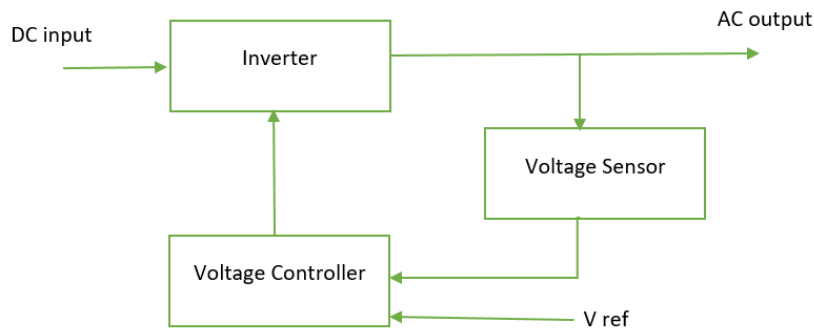 AC output
DC input
Inverter
Voltage Sensor
Voltage Controller
V ref